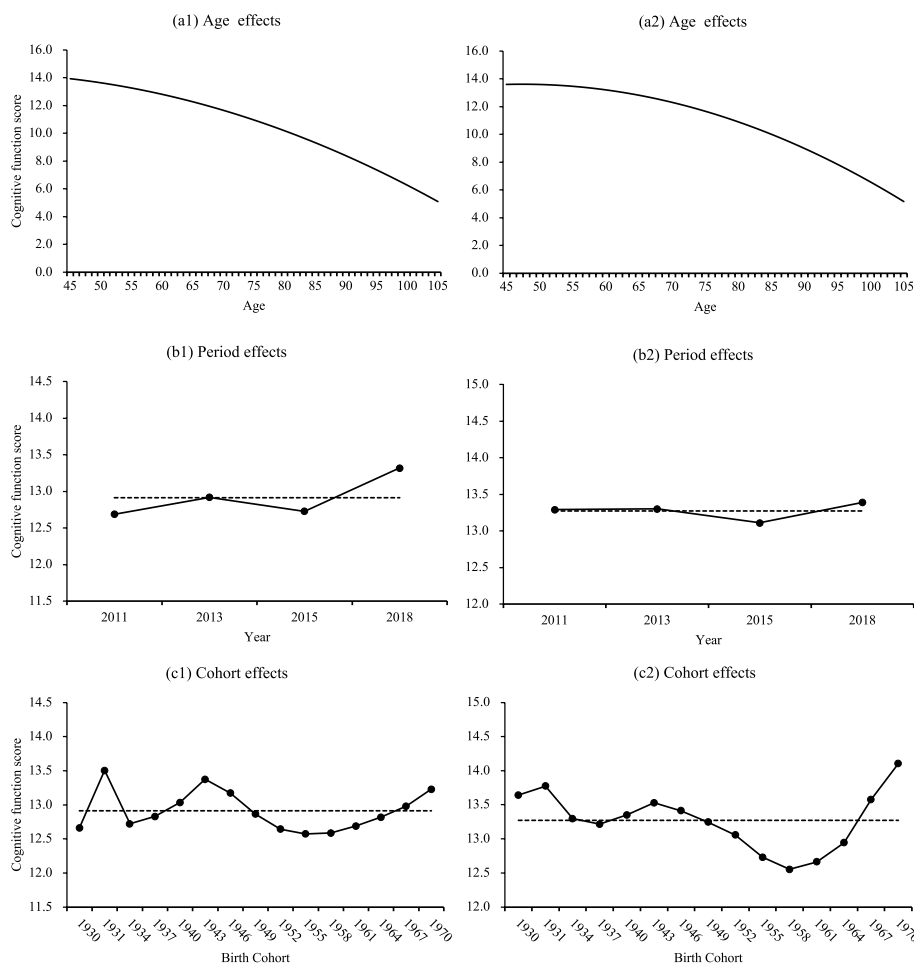 (a1) Age effects
Cognitive function score
16.0
14.0
12.0
10.0
8.0
6.0
4.0
2.0
0.0
45 50 55 60 65 70 75 80 85 90 95 100 105
Age
(a2) Age effects
16.0
14.0
12.0
10.0
8.0
6.0
4.0
2.0
0.0
45 50 55 60 65 70 75 80 85 90 95 100 105
Age
(b1) Period effects
Cognitive function score
14.5
14.0
13.5
13.0
12.5
12.0
11.5
2011 2013 2015 2018
Year
(b2) Period effects
15.0
14.5
14.0
13.5
13.0
12.5
12.0
2011 2013 2015 2018
Year
(c1) Cohort effects
Cognitive function score
14.5
14.0
13.5
13.0
12.5
12.0
11.5
1930 1931 1934 1937 1940 1943 1946 1949 1952 1955 1958 1961 1964 1967 1970
Birth Cohort
(c2) Cohort effects
15.0
14.5
14.0
13.5
13.0
12.5
12.0
1930 1931 1934 1937 1940 1943 1946 1949 1952 1955 1958 1961 1964 1967 1970
Birth Cohort